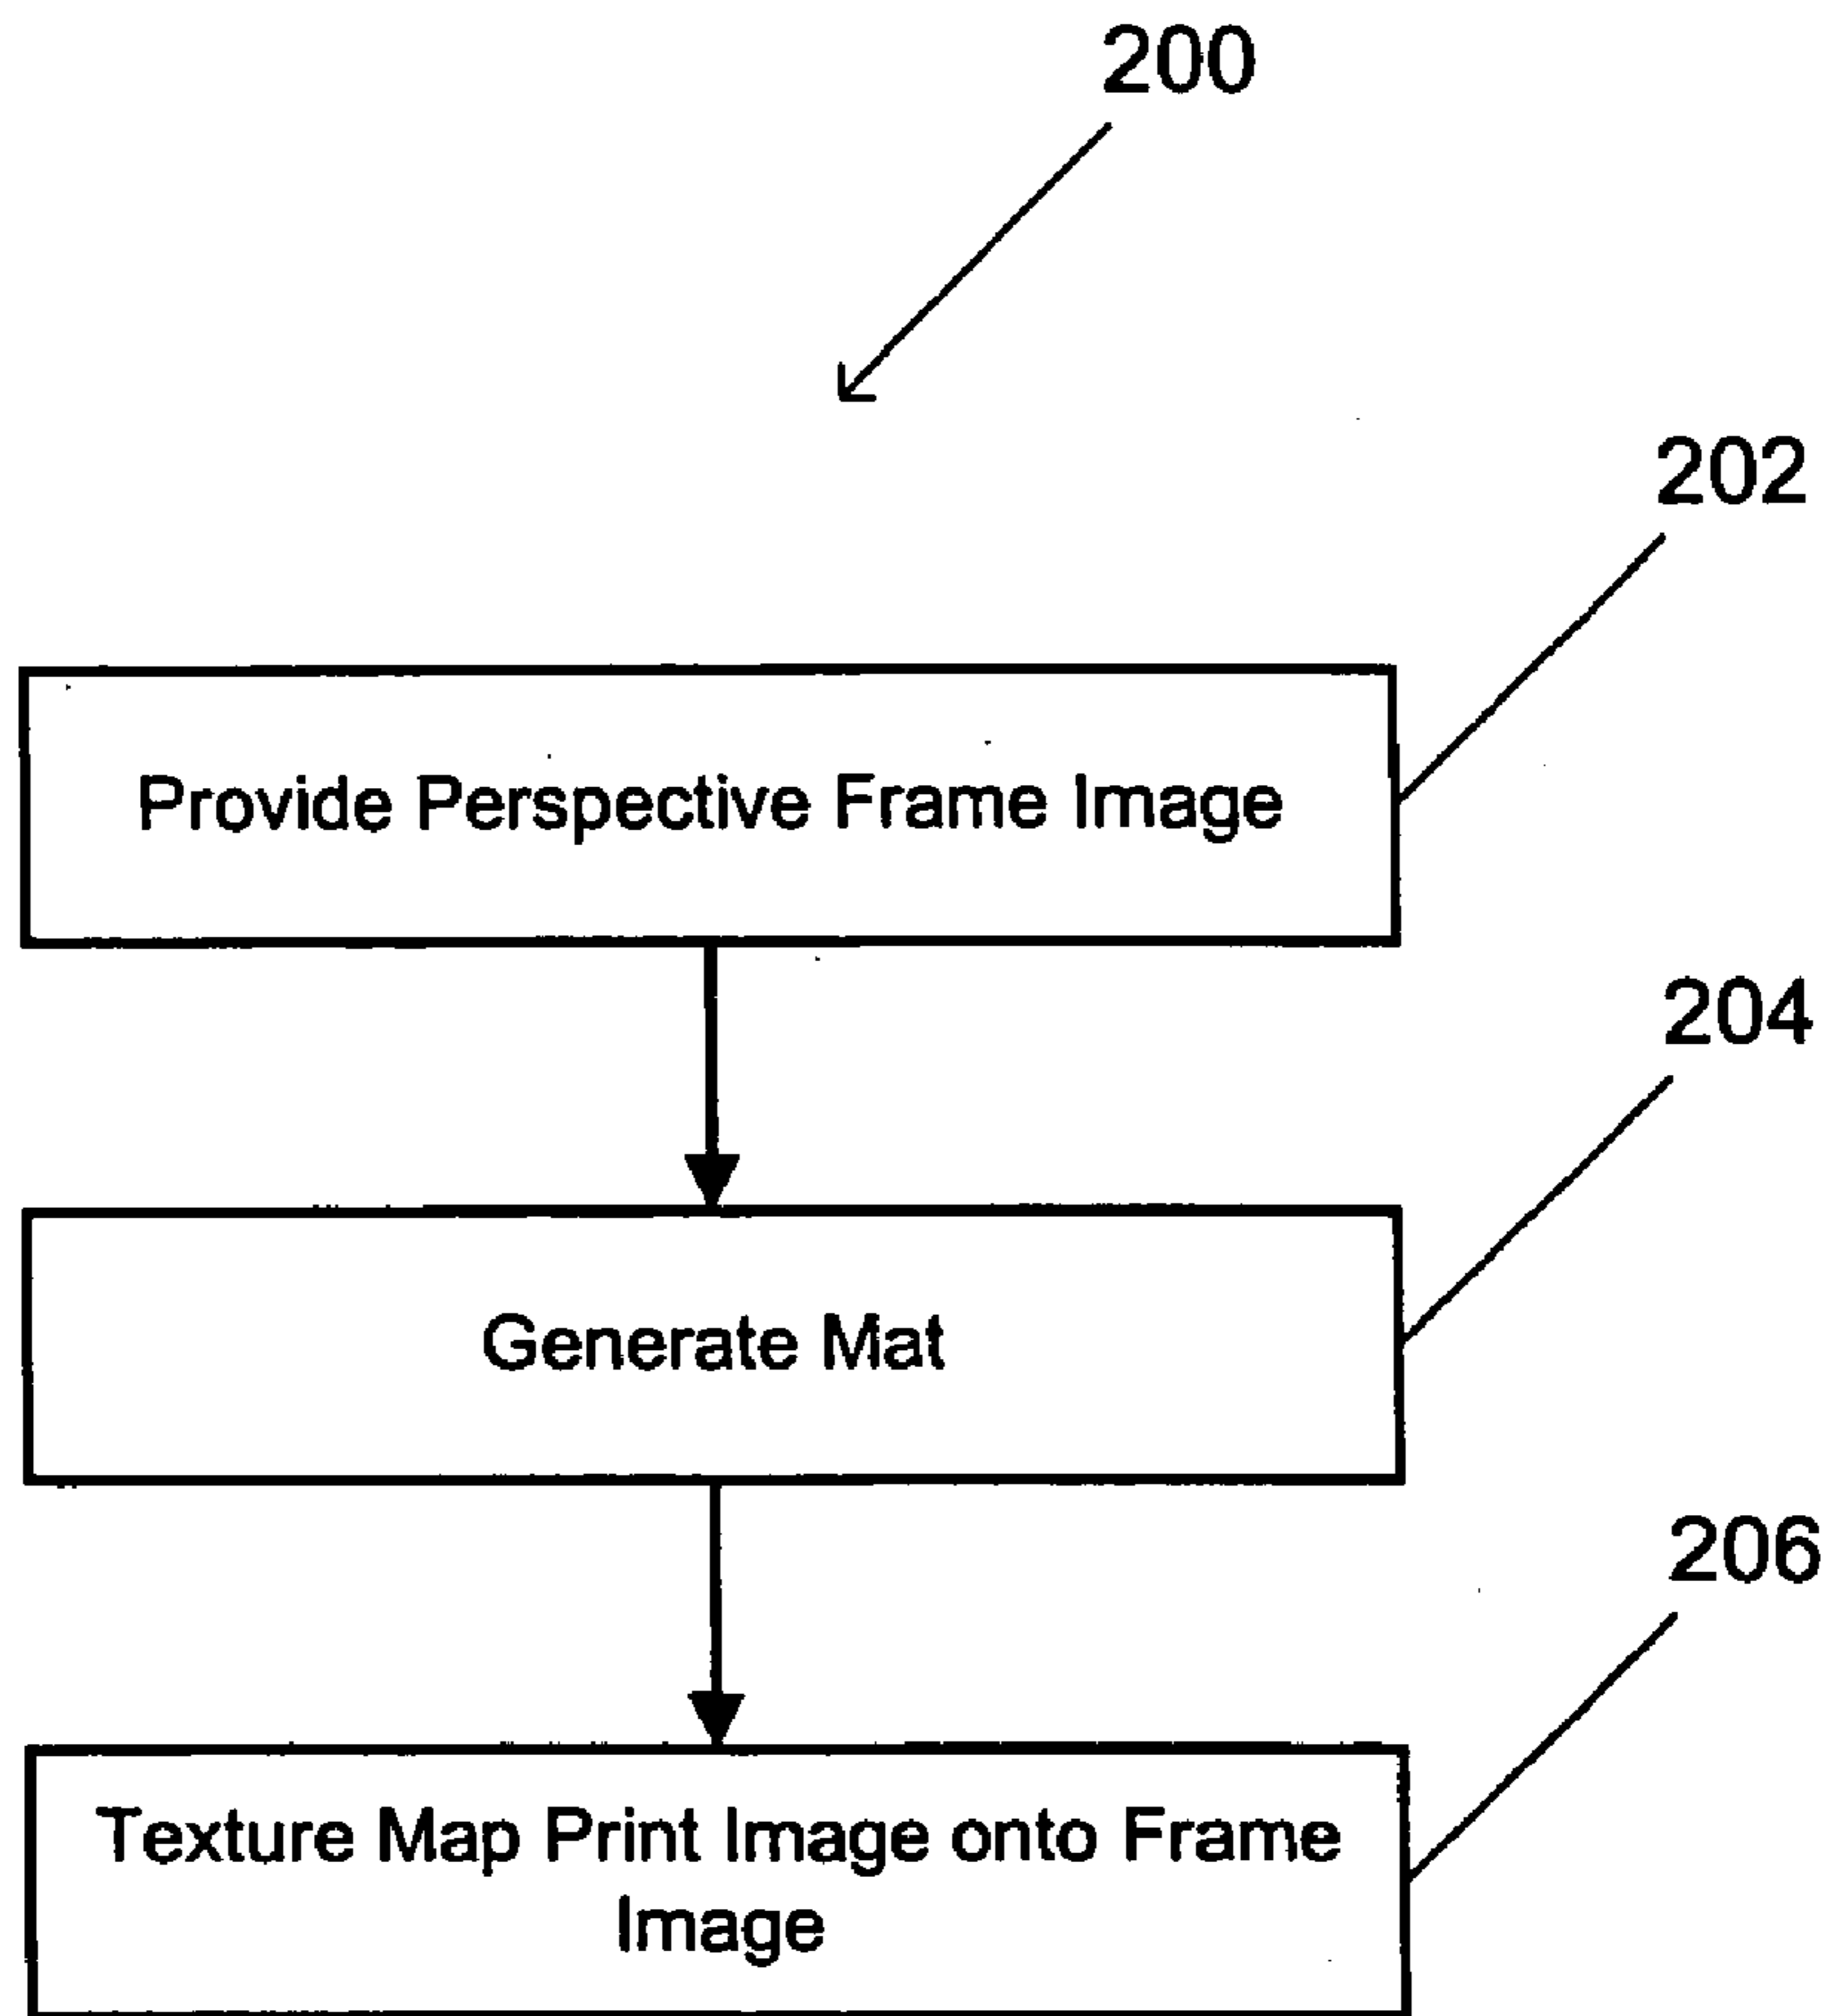 200
202
Provide Perspective Frame Image
204
Generate Mat
206
Texture Map Print Image onto Frame
Image